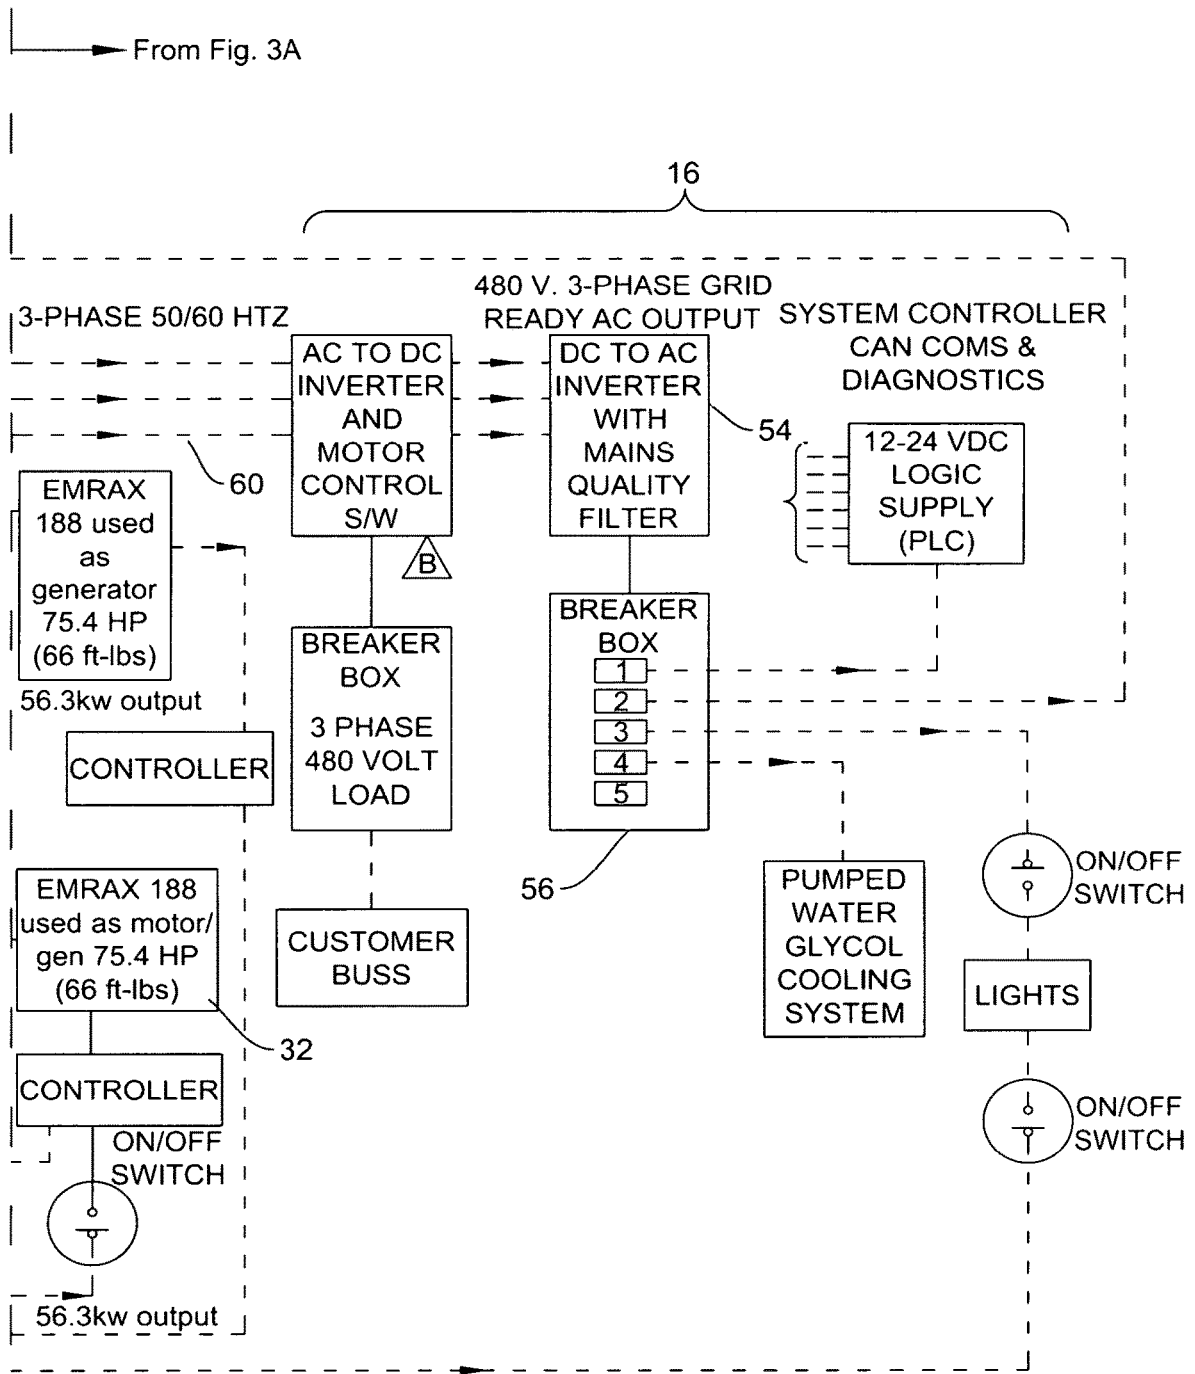 From Fig. 3A
16
3-PHASE 50/60 HTZ
480 V. 3-PHASE GRID
READY AC OUTPUT
SYSTEM CONTROLLER
CAN COMS &
DIAGNOSTICS
AC TO DC
INVERTER
AND
MOTOR
CONTROL
S/W
B
DC TO AC
INVERTER
WITH
MAINS
QUALITY
FILTER
54
12-24 VDC
LOGIC
SUPPLY
(PLC)
60
EMRAX
188 used
as
generator
75.4 HP
(66 ft-lbs)
56.3kw output
CONTROLLER
BREAKER
BOX
3 PHASE
480 VOLT
LOAD
BREAKER
BOX
1
2
3
4
5
56
CUSTOMER
BUSS
PUMPED
WATER
GLYCOL
COOLING
SYSTEM
ON/OFF
SWITCH
LIGHTS
ON/OFF
SWITCH
EMRAX 188
used as motor/
gen 75.4 HP
(66 ft-lbs)
32
CONTROLLER
ON/OFF
SWITCH
56.3kw output